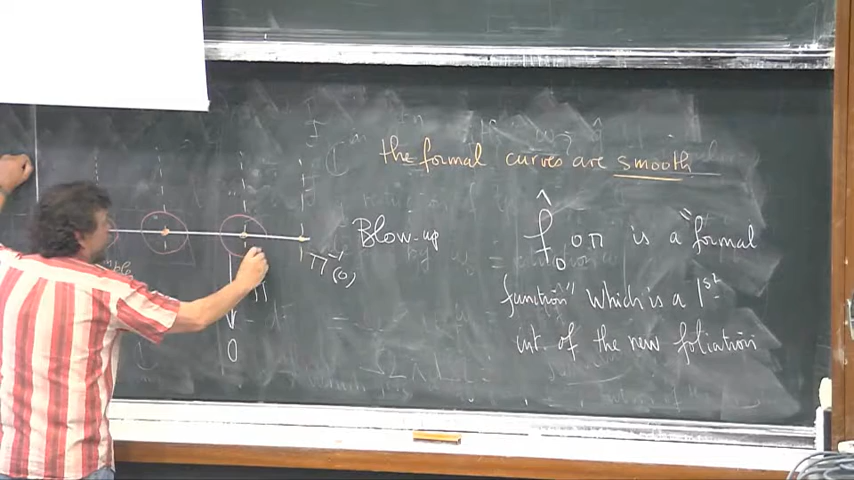 the formal curves are smooth
Blow-up
f̂ o π is a "formal
function" which is a 1st
int. of the new foliation
π⁻¹(0)
π
0